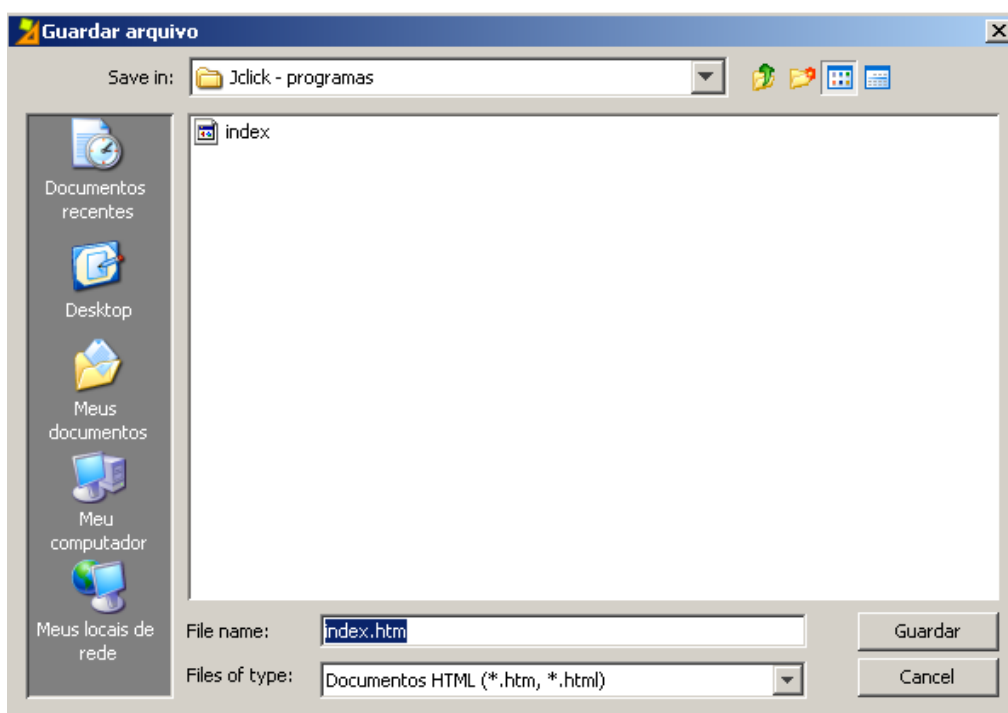 Guardar arquivo
Save in:
Jclick - programas
index
Documentos
recentes
Desktop
Meus
documentos
Meu
computador
Meus locais de
rede
File name:
index.htm
Guardar
Files of type:
Documentos HTML (*.htm, *.html)
Cancel